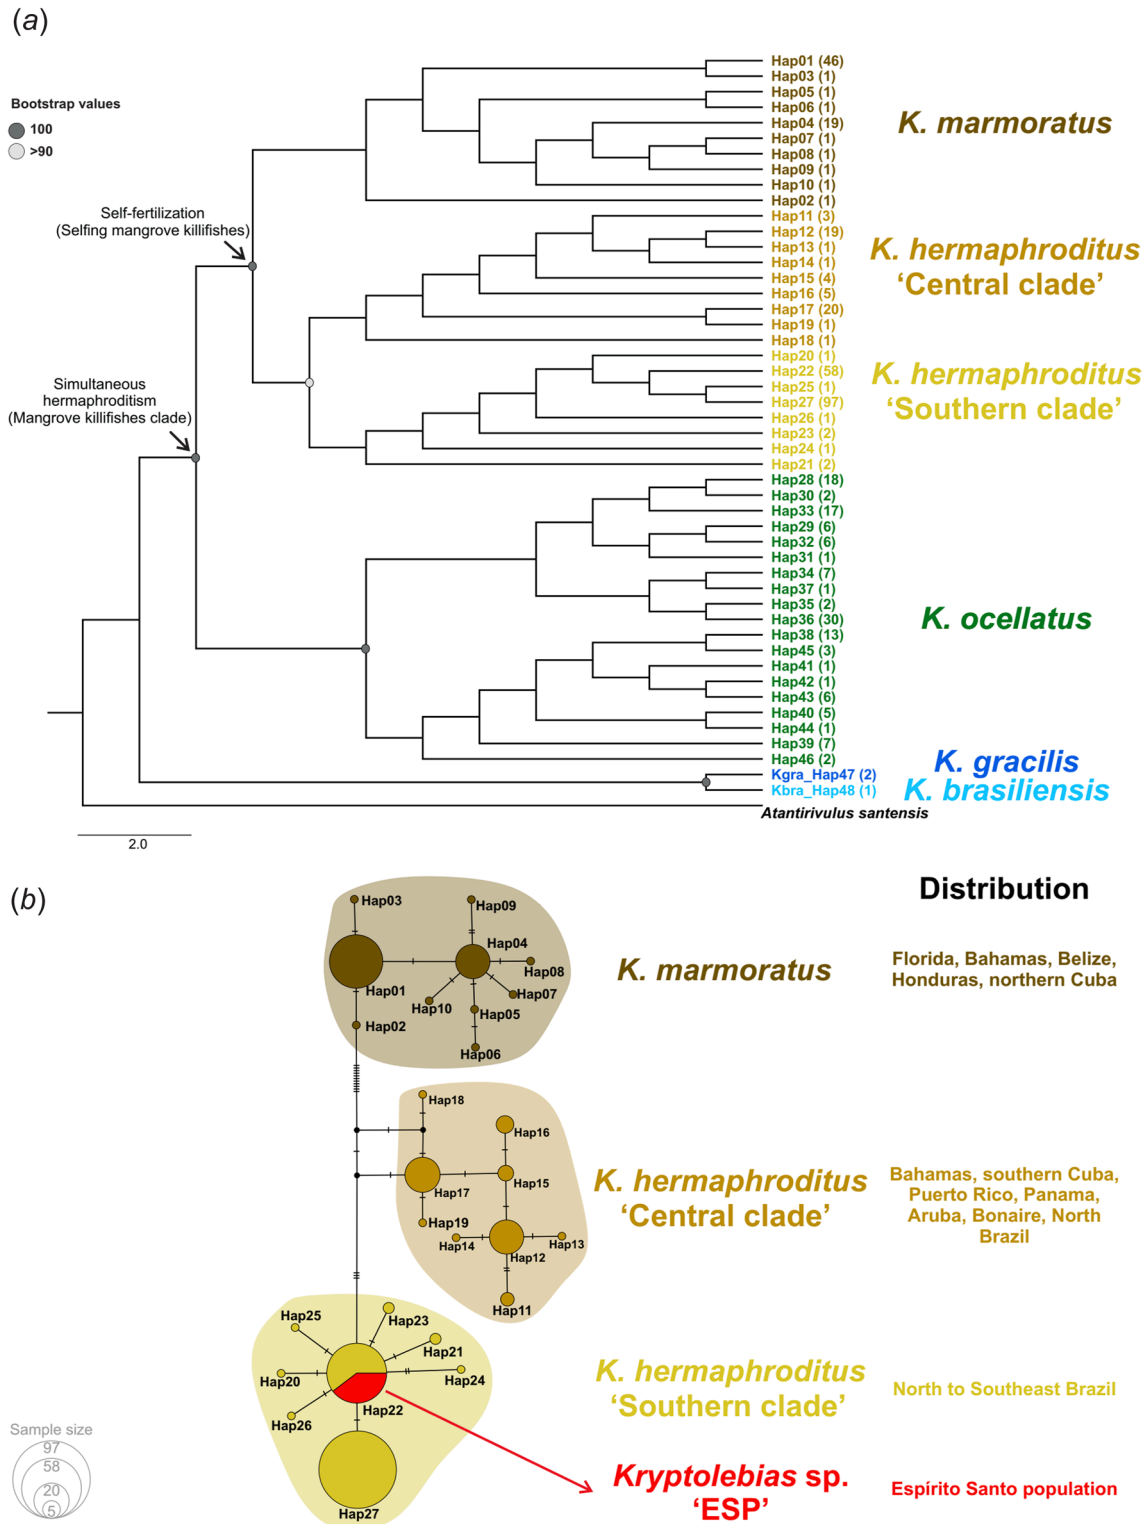 (a)
Bootstrap values
100
>90
Self-fertilization
(Selfing mangrove killifishes)
Simultaneous
hermaphroditism
(Mangrove killifishes clade)
Hap01 (46)
Hap03 (1)
Hap05 (1)
Hap06 (1)
Hap04 (19)
Hap07 (1)
Hap08 (1)
Hap09 (1)
Hap10 (1)
Hap02 (1)
Hap11 (3)
Hap12 (19)
Hap13 (1)
Hap14 (1)
Hap15 (4)
Hap16 (5)
Hap17 (20)
Hap19 (1)
Hap18 (1)
Hap20 (1)
Hap22 (58)
Hap25 (1)
Hap27 (97)
Hap26 (1)
Hap23 (2)
Hap24 (1)
Hap21 (2)
Hap28 (18)
Hap30 (2)
Hap33 (17)
Hap29 (6)
Hap32 (6)
Hap31 (1)
Hap34 (7)
Hap37 (1)
Hap35 (2)
Hap36 (30)
Hap38 (13)
Hap45 (3)
Hap41 (1)
Hap42 (1)
Hap43 (6)
Hap40 (5)
Hap44 (1)
Hap39 (7)
Hap46 (2)
Kgra_Hap47 (2)
Kbra_Hap48 (1)
Atantirivulus santensis
K. marmoratus
K. hermaphroditus
‘Central clade’
K. hermaphroditus
‘Southern clade’
K. ocellatus
K. gracilis
K. brasiliensis
2.0
(b)
Distribution
Hap03
Hap09
Hap04
Hap08
Hap01
Hap07
Hap10
Hap05
Hap02
Hap06
K. marmoratus
Florida, Bahamas, Belize,
Honduras, northern Cuba
Hap18
Hap16
Hap15
Hap17
Hap19
Hap14
Hap13
Hap12
Hap11
K. hermaphroditus
‘Central clade’
Bahamas, southern Cuba,
Puerto Rico, Panama,
Aruba, Bonaire, North
Brazil
Hap25
Hap23
Hap21
Hap20
Hap24
Hap22
Hap26
Hap27
K. hermaphroditus
‘Southern clade’
North to Southeast Brazil
Kryptolebias sp.
‘ESP’
Espírito Santo population
Sample size
97
58
20
5